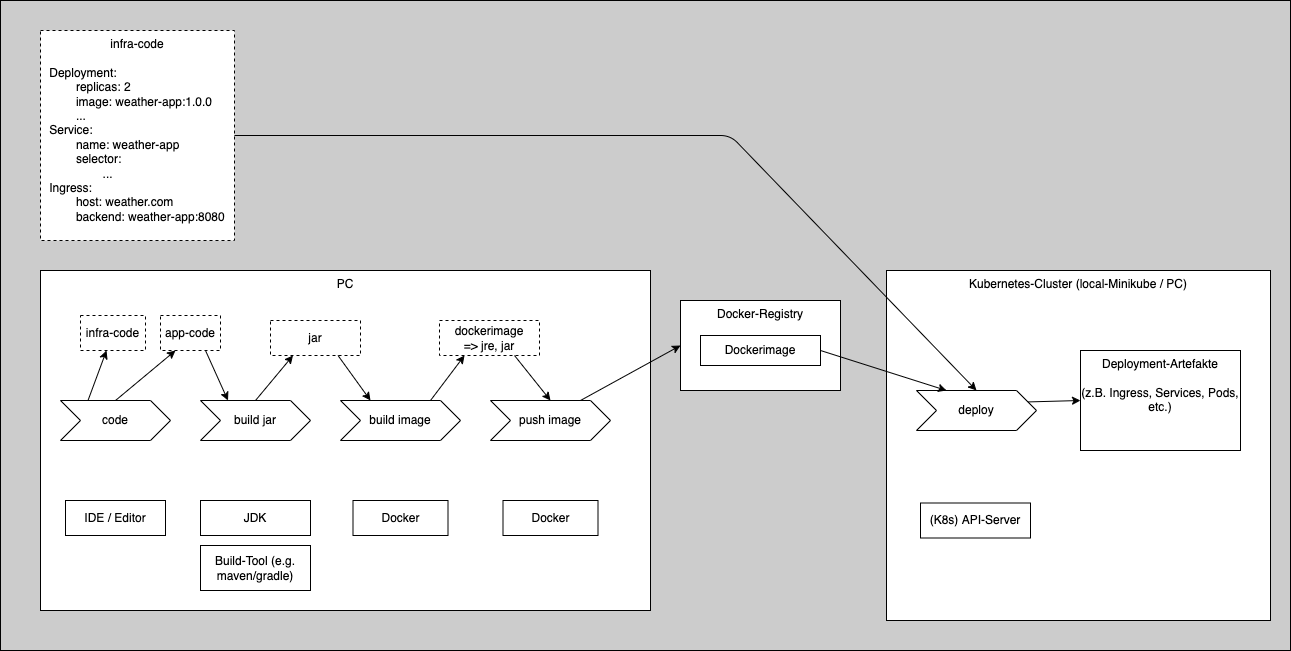 infra-code
Deployment:
replicas: 2
image: weather-app:1.0.0
...
Service:
name: weather-app
selector:
...
Ingress:
host: weather.com
backend: weather-app:8080
PC
infra-code
app-code
jar
dockerimage
=> jre, jar
code
build jar
build image
push image
IDE / Editor
JDK
Docker
Docker
Build-Tool (e.g.
maven/gradle)
Docker-Registry
Dockerimage
Kubernetes-Cluster (local-Minikube / PC)
deploy
Deployment-Artefakte
(z.B. Ingress, Services, Pods,
etc.)
(K8s) API-Server